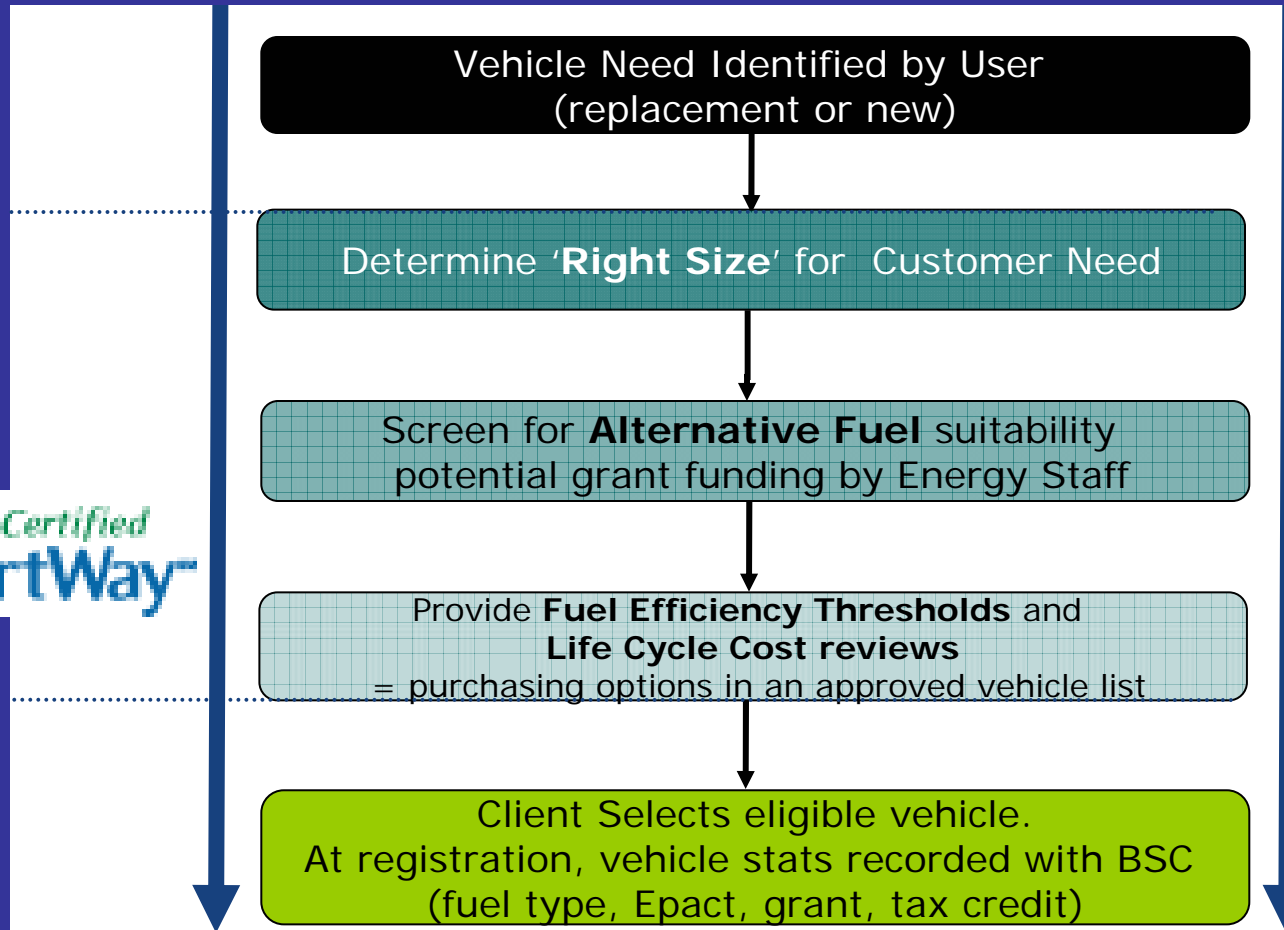 Vehicle Need Identified by User
(replacement or new)
Determine ‘Right Size’ for Customer Need
Screen for Alternative Fuel suitability
potential grant funding by Energy Staff
Certified
rtWay
Provide Fuel Efficiency Thresholds and
Life Cycle Cost reviews
= purchasing options in an approved vehicle list
Client Selects eligible vehicle.
At registration, vehicle stats recorded with BSC
(fuel type, Epact, grant, tax credit)